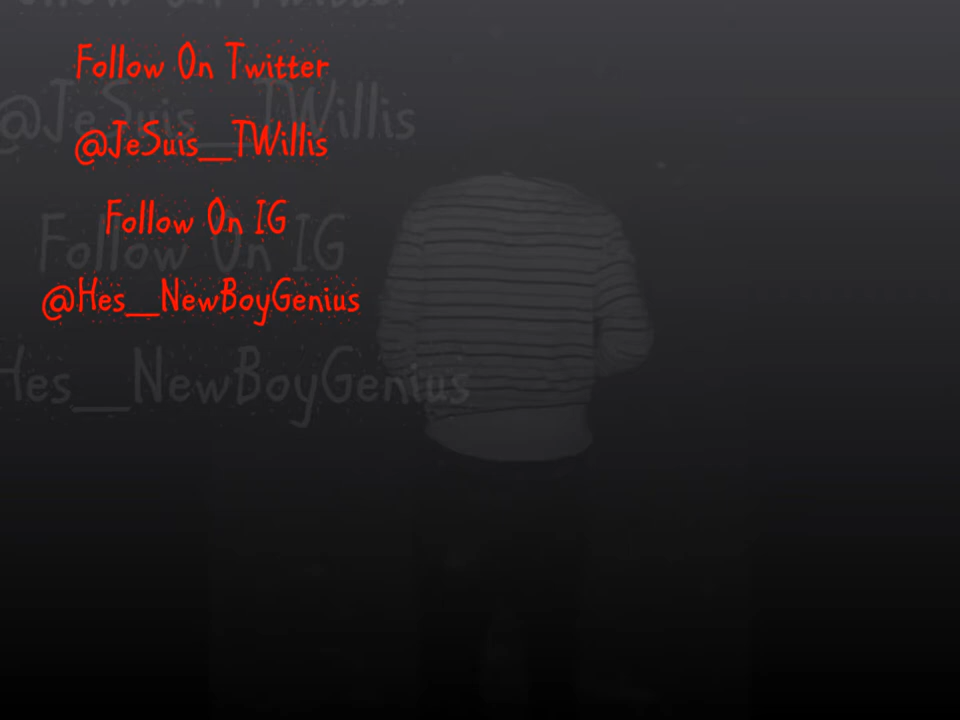 Follow On Twitter
@JeSuis__TWillis
Follow On IG
@Hes__NewBoyGenius